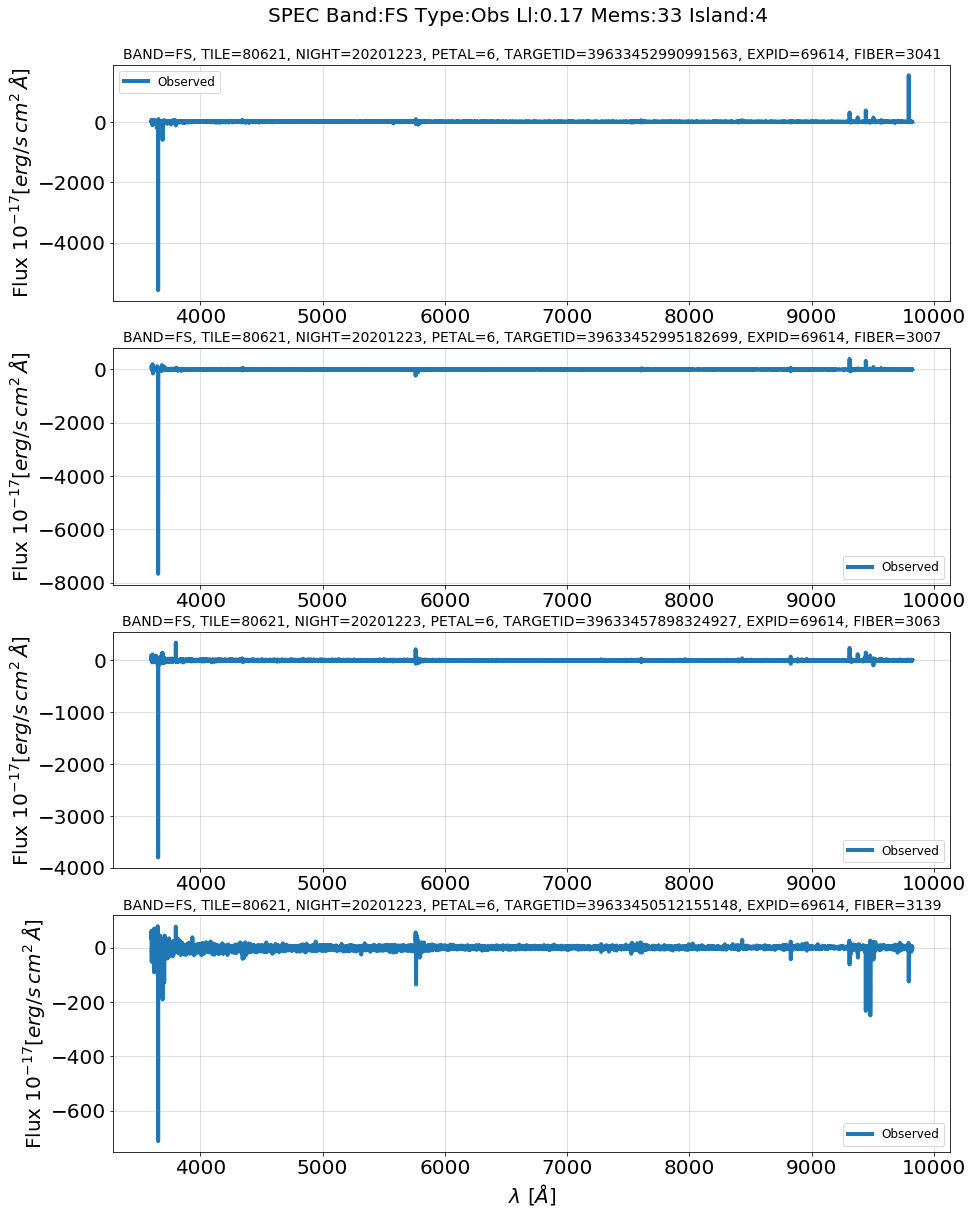 SPEC Band:FS Type:Obs Ll:0.17 Mems:33 Island:4
BAND=FS, TILE=80621, NIGHT=20201223, PETAL=6, TARGETID=39633452990991563, EXPID=69614, FIBER=3041
Observed
Flux 10^{-17}[erg/s cm^2 Å]
0
−2000
−4000
4000 5000 6000 7000 8000 9000 10000
BAND=FS, TILE=80621, NIGHT=20201223, PETAL=6, TARGETID=39633452995182699, EXPID=69614, FIBER=3007
Flux 10^{-17}[erg/s cm^2 Å]
0
−2000
−4000
−6000
−8000
Observed
4000 5000 6000 7000 8000 9000 10000
BAND=FS, TILE=80621, NIGHT=20201223, PETAL=6, TARGETID=39633457898324927, EXPID=69614, FIBER=3063
Flux 10^{-17}[erg/s cm^2 Å]
0
−1000
−2000
−3000
−4000
Observed
4000 5000 6000 7000 8000 9000 10000
BAND=FS, TILE=80621, NIGHT=20201223, PETAL=6, TARGETID=39633450512155148, EXPID=69614, FIBER=3139
Flux 10^{-17}[erg/s cm^2 Å]
0
−200
−400
−600
Observed
4000 5000 6000 7000 8000 9000 10000
λ [Å]